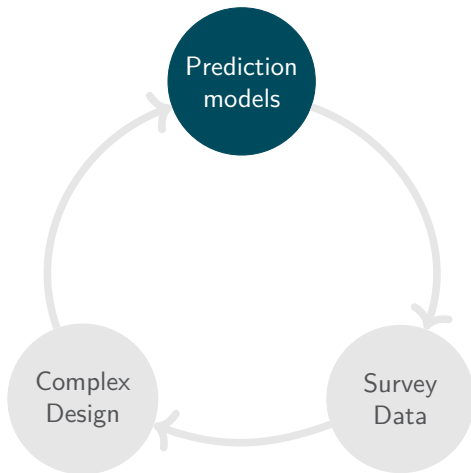 Prediction
models
Survey
Data
Complex
Design